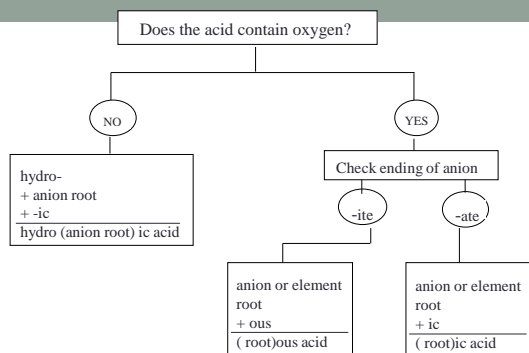 Does the acid contain oxygen?
NO
YES
hydro-
+ anion root
+ -ic
hydro (anion root) ic acid
Check ending of anion
-ite
-ate
anion or element
root
+ ous
( root)ous acid
anion or element
root
+ ic
( root)ic acid